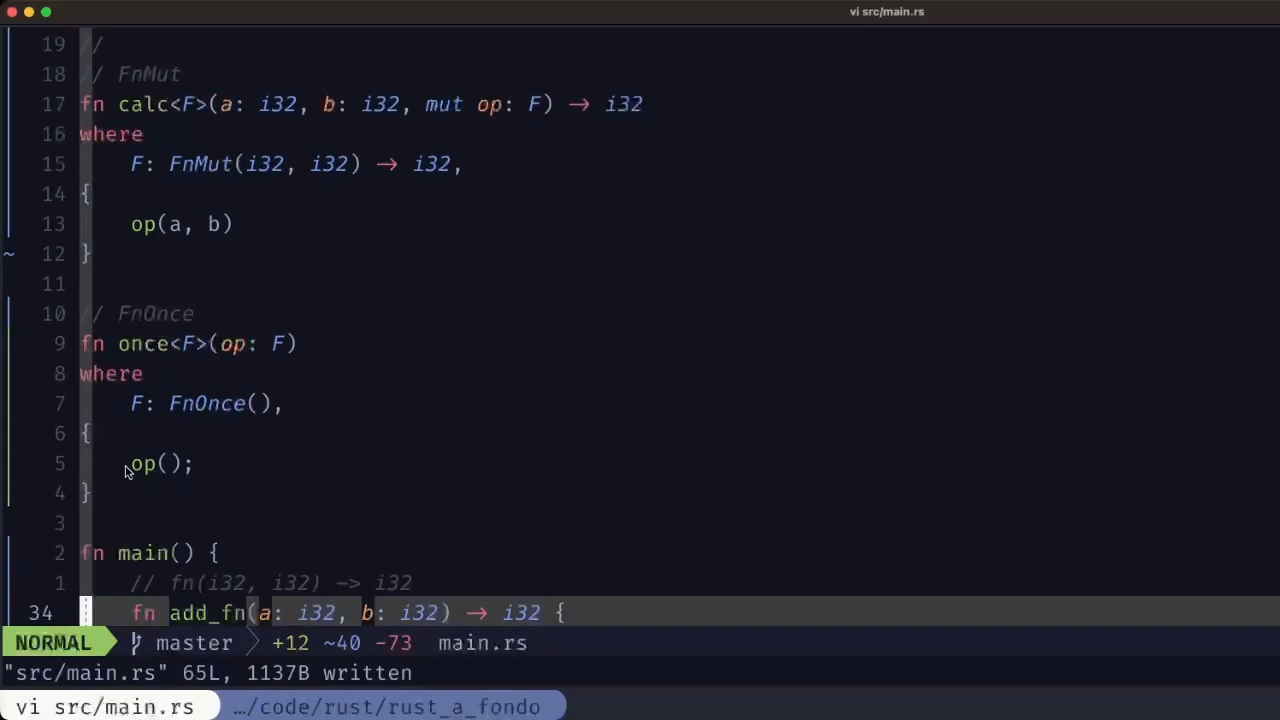 vi src/main.rs
19 //
18 // FnMut
17 fn calc<F>(a: i32, b: i32, mut op: F) -> i32
16 where
15 F: FnMut(i32, i32) -> i32,
14 {
13 op(a, b)
~ 12 }
11
10 // FnOnce
9 fn once<F>(op: F)
8 where
7 F: FnOnce(),
6 {
5 op();
4 }
3
2 fn main() {
1 // fn(i32, i32) -> i32
34 fn add_fn(a: i32, b: i32) -> i32 {
NORMAL master +12 ~40 -73 main.rs
"src/main.rs" 65L, 1137B written
vi src/main.rs …/code/rust/rust_a_fondo